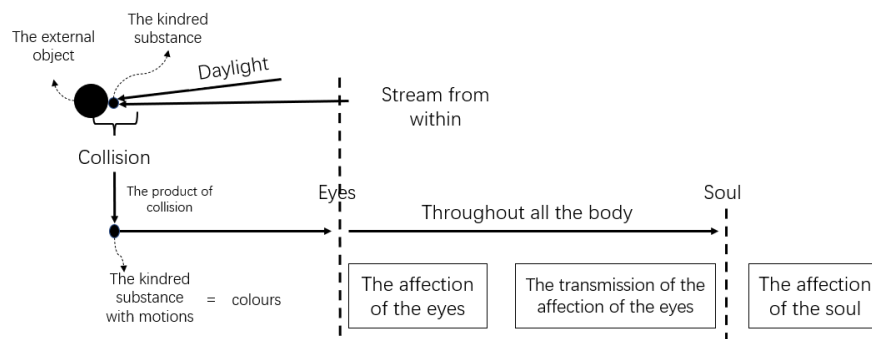 The kindred
substance
The external
object
Daylight
Stream from
within
Collision
The product of
collision
Eyes
Soul
Throughout all the body
The kindred
substance
with motions
= colours
The affection
of the eyes
The transmission of the
affection of the eyes
The affection
of the soul